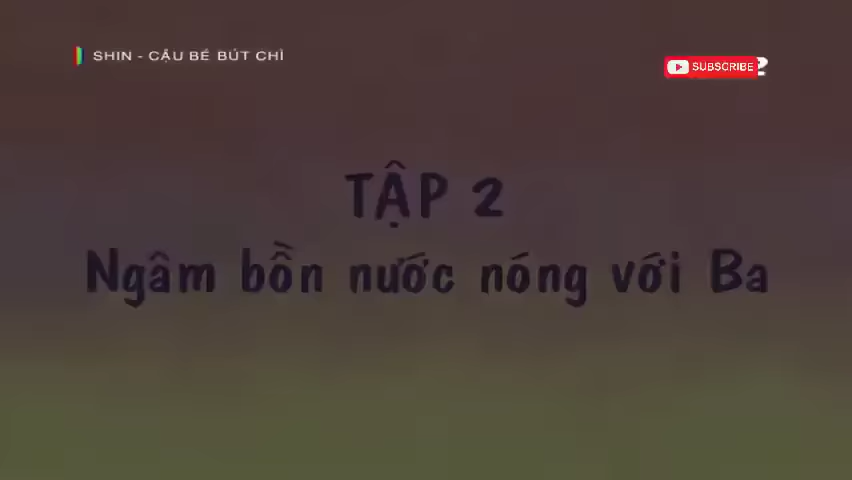 SHIN - CẬU BÉ BÚT CHÌ
SUBSCRIBE
TẬP 2
Ngâm bồn nước nóng với Ba